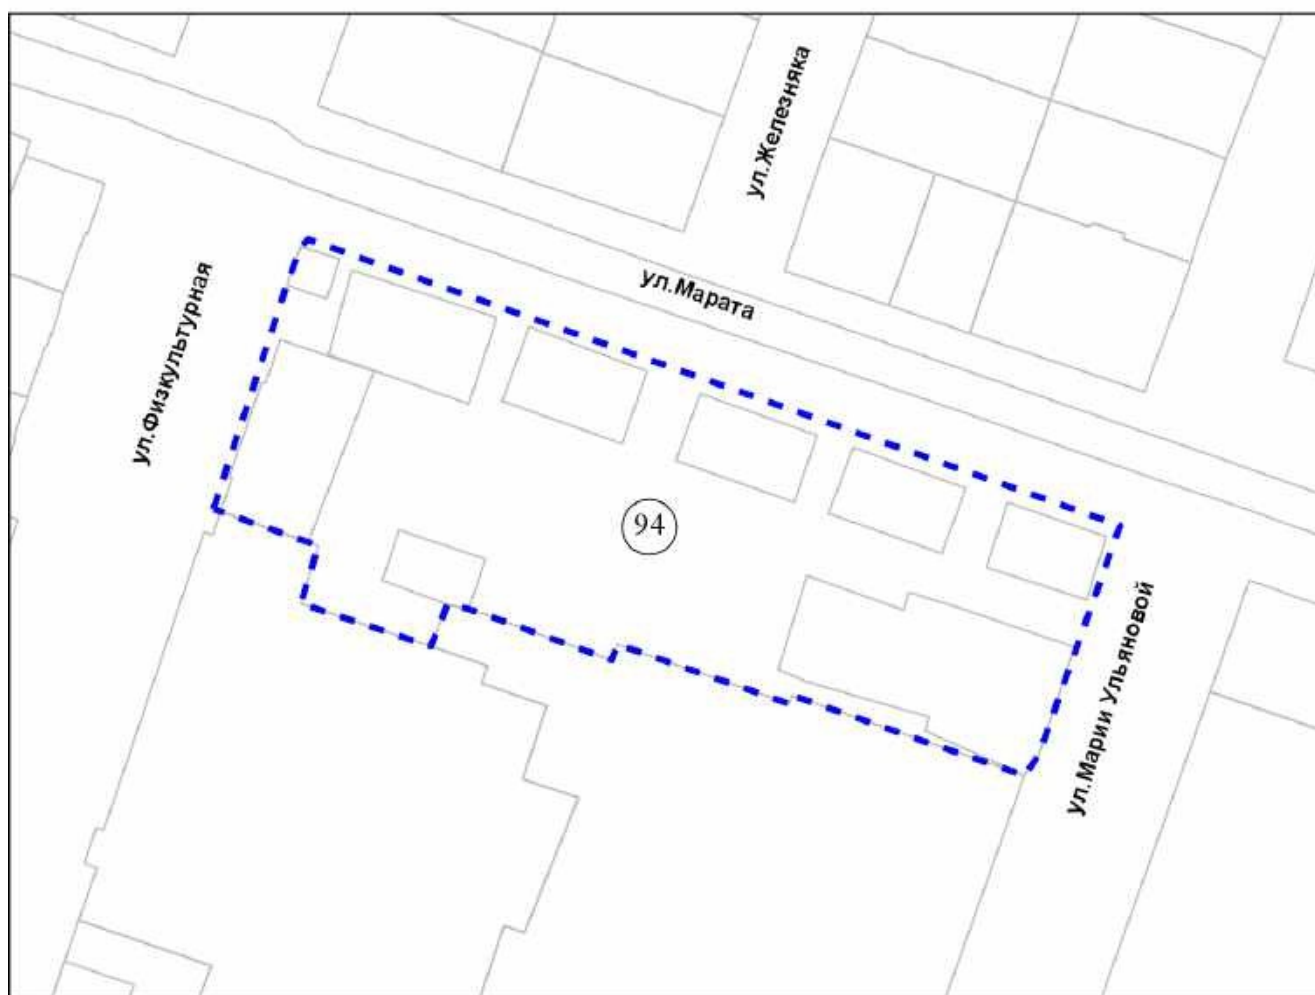 ул.Железняка
ул.Марата
ул.Физкультурная
94
ул.Марии Ульяновой